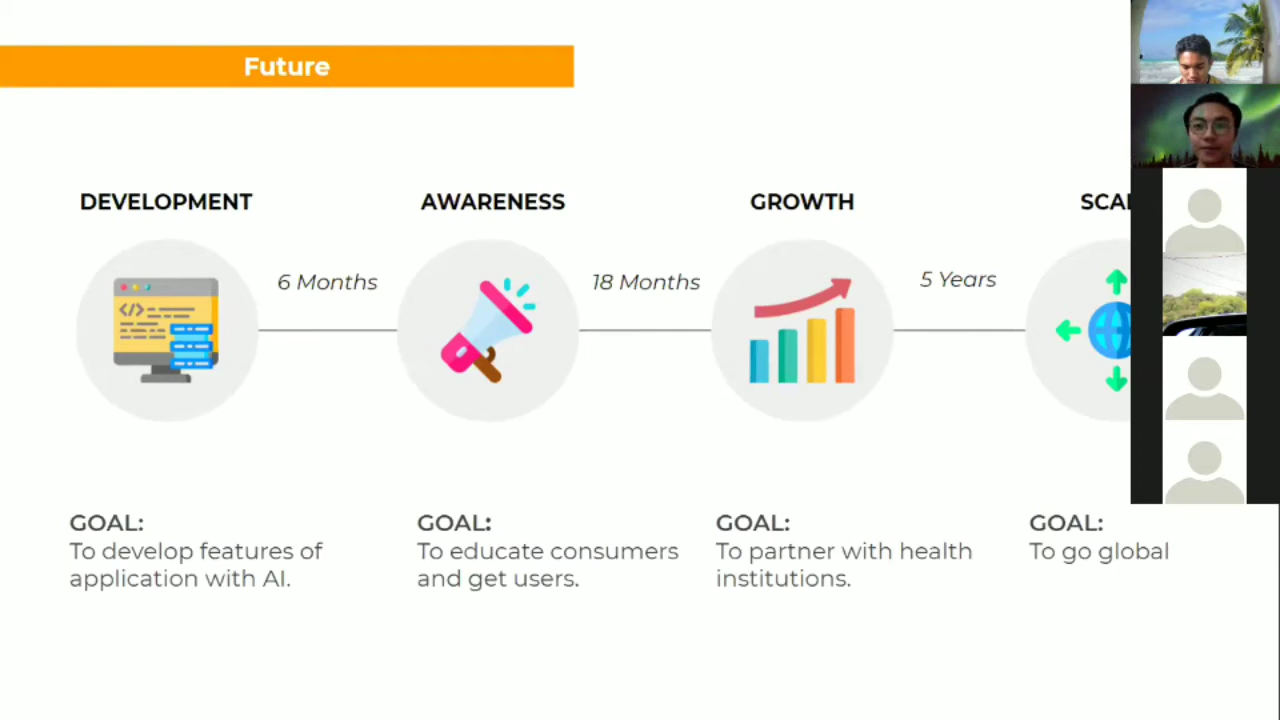 Future
DEVELOPMENT
AWARENESS
GROWTH
6 Months
18 Months
5 Years
</>
GOAL:
To develop features of
application with AI.
GOAL:
To educate consumers
and get users.
GOAL:
To partner with health
institutions.
GOAL:
To go global